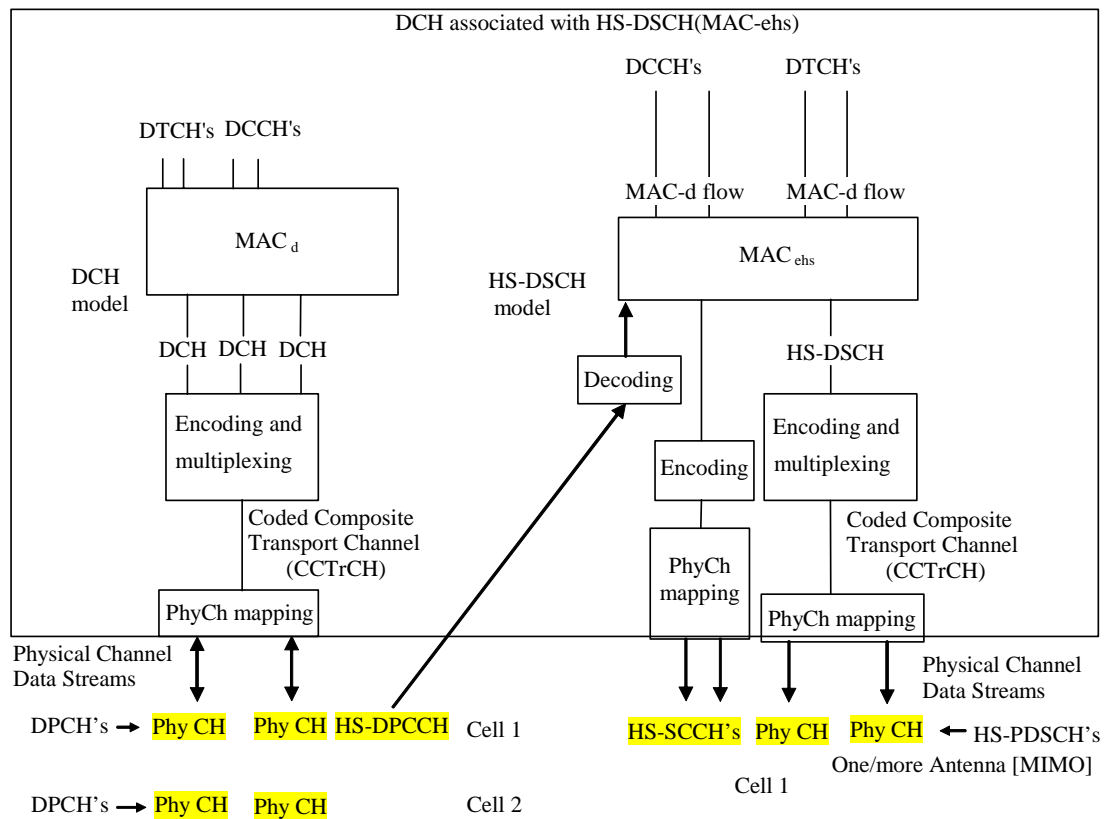 DCH associated with HS-DSCH(MAC-ehs)
DCCH's DTCH's
DTCH's DCCH's
MAC-d flow MAC-d flow
MAC d
MAC ehs
DCH
model
HS-DSCH
model
DCH DCH DCH
HS-DSCH
Decoding
Encoding and
multiplexing
Encoding
Encoding and
multiplexing
Coded Composite
Transport Channel
(CCTrCH)
Coded Composite
Transport Channel
(CCTrCH)
PhyCh
mapping
PhyCh mapping
PhyCh mapping
Physical Channel
Data Streams
Physical Channel
Data Streams
DPCH’s Phy CH Phy CH HS-DPCCH Cell 1
HS-SCCH’s Phy CH Phy CH HS-PDSCH’s
One/more Antenna [MIMO]
Cell 1
DPCH’s Phy CH Phy CH Cell 2